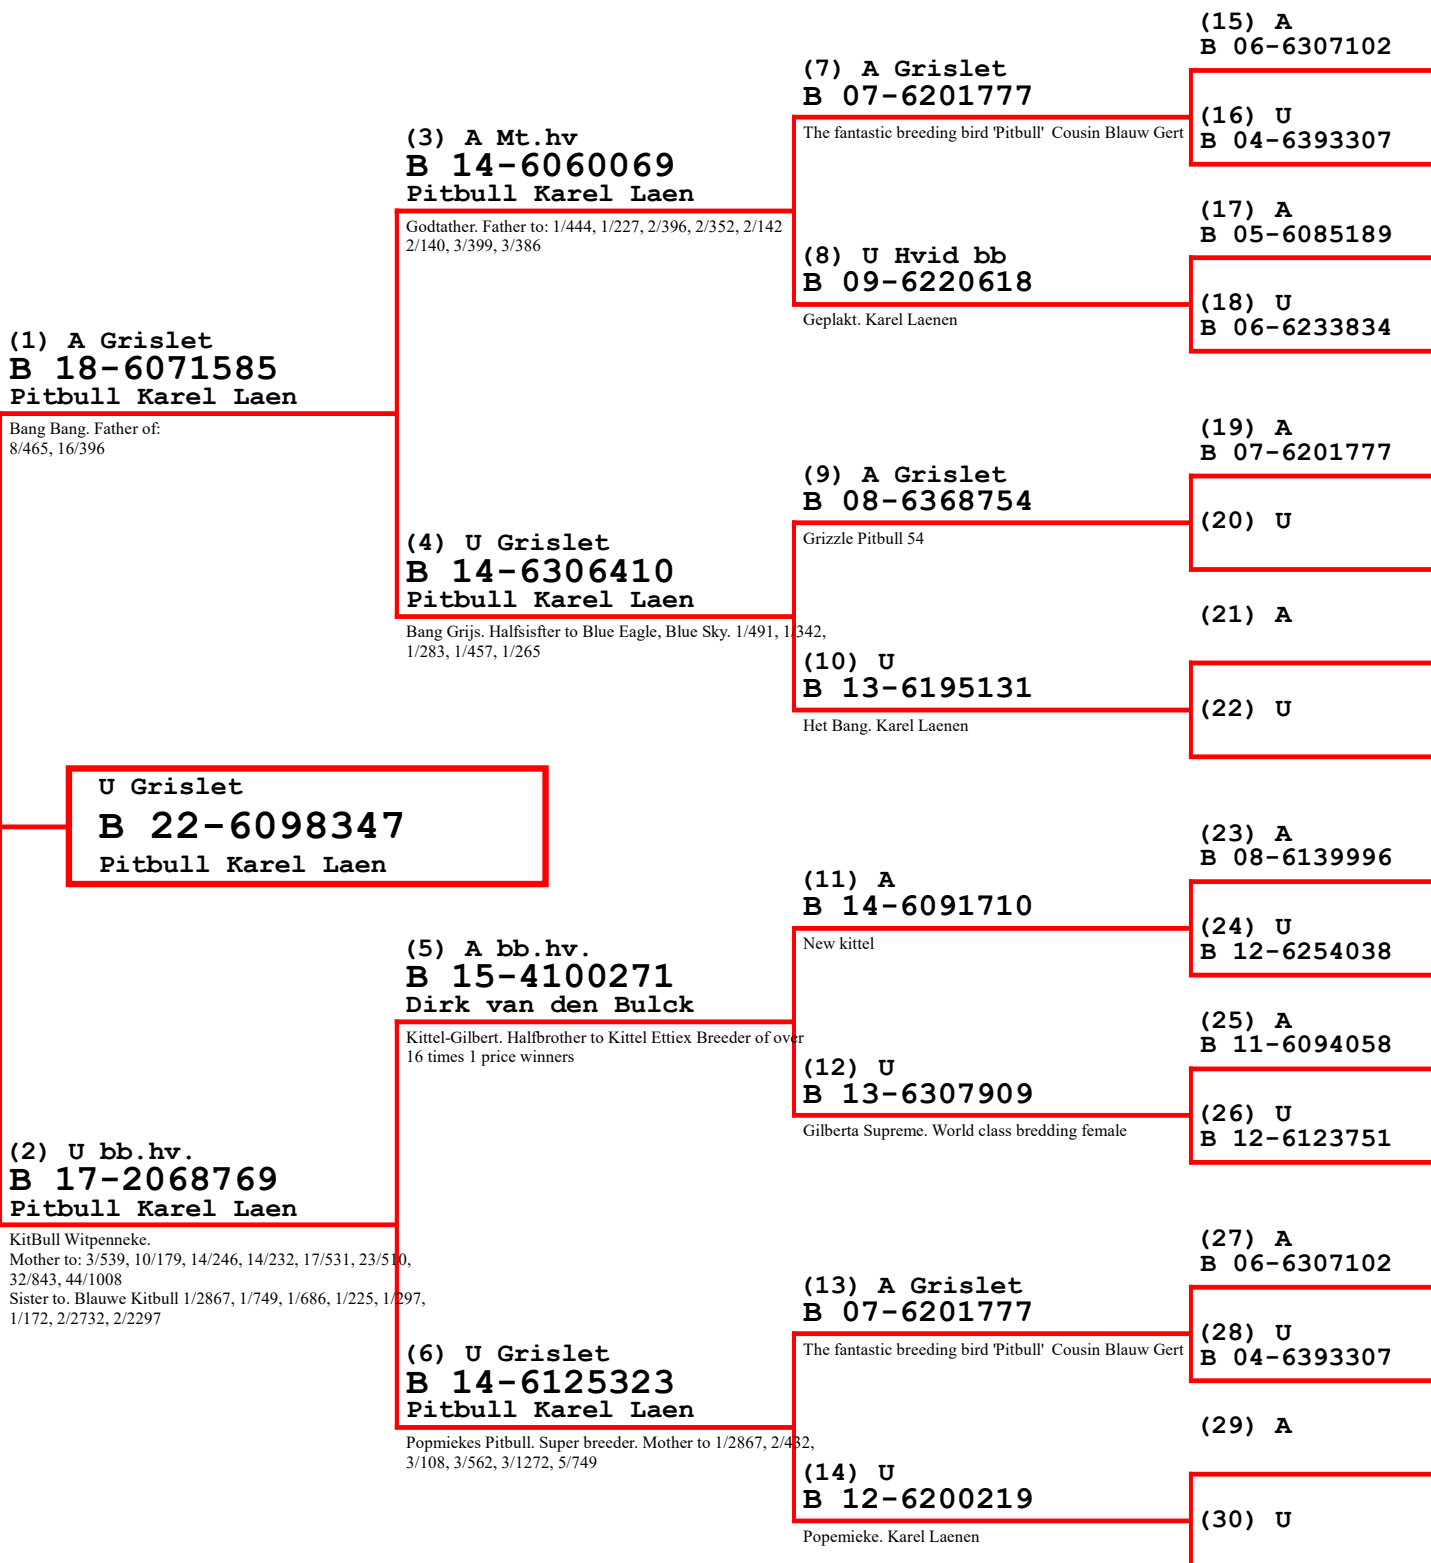 (1) A Grislet
B 18-6071585
Pitbull Karel Laen
Bang Bang. Father of:
8/465, 16/396
U Grislet
B 22-6098347
Pitbull Karel Laen
(2) U bb.hv.
B 17-2068769
Pitbull Karel Laen
KitBull Witpenneke.
Mother to: 3/539, 10/179, 14/246, 14/232, 17/531, 23/510,
32/843, 44/1008
Sister to. Blauwe Kitbull 1/2867, 1/749, 1/686, 1/225, 1/297,
1/172, 2/2732, 2/2297
(3) A Mt.hv
B 14-6060069
Pitbull Karel Laen
Godtather. Father to: 1/444, 1/227, 2/396, 2/352, 2/142
2/140, 3/399, 3/386
(4) U Grislet
B 14-6306410
Pitbull Karel Laen
Bang Grijs. Halfsisfter to Blue Eagle, Blue Sky. 1/491, 1/342,
1/283, 1/457, 1/265
(5) A bb.hv.
B 15-4100271
Dirk van den Bulck
Kittel-Gilbert. Halfbrother to Kittel Ettiex Breeder of over
16 times 1 price winners
(6) U Grislet
B 14-6125323
Pitbull Karel Laen
Popmiekes Pitbull. Super breeder. Mother to 1/2867, 2/432,
3/108, 3/562, 3/1272, 5/749
(7) A Grislet
B 07-6201777
The fantastic breeding bird 'Pitbull' Cousin Blauw Gert
(8) U Hvid bb
B 09-6220618
Geplakt. Karel Laenen
(9) A Grislet
B 08-6368754
Grizzle Pitbull 54
(10) U
B 13-6195131
Het Bang. Karel Laenen
(11) A
B 14-6091710
New kittel
(12) U
B 13-6307909
Gilberta Supreme. World class bredding female
(13) A Grislet
B 07-6201777
The fantastic breeding bird 'Pitbull' Cousin Blauw Gert
(14) U
B 12-6200219
Popemieke. Karel Laenen
(15) A
B 06-6307102
(16) U
B 04-6393307
(17) A
B 05-6085189
(18) U
B 06-6233834
(19) A
B 07-6201777
(20) U
(21) A
(22) U
(23) A
B 08-6139996
(24) U
B 12-6254038
(25) A
B 11-6094058
(26) U
B 12-6123751
(27) A
B 06-6307102
(28) U
B 04-6393307
(29) A
(30) U